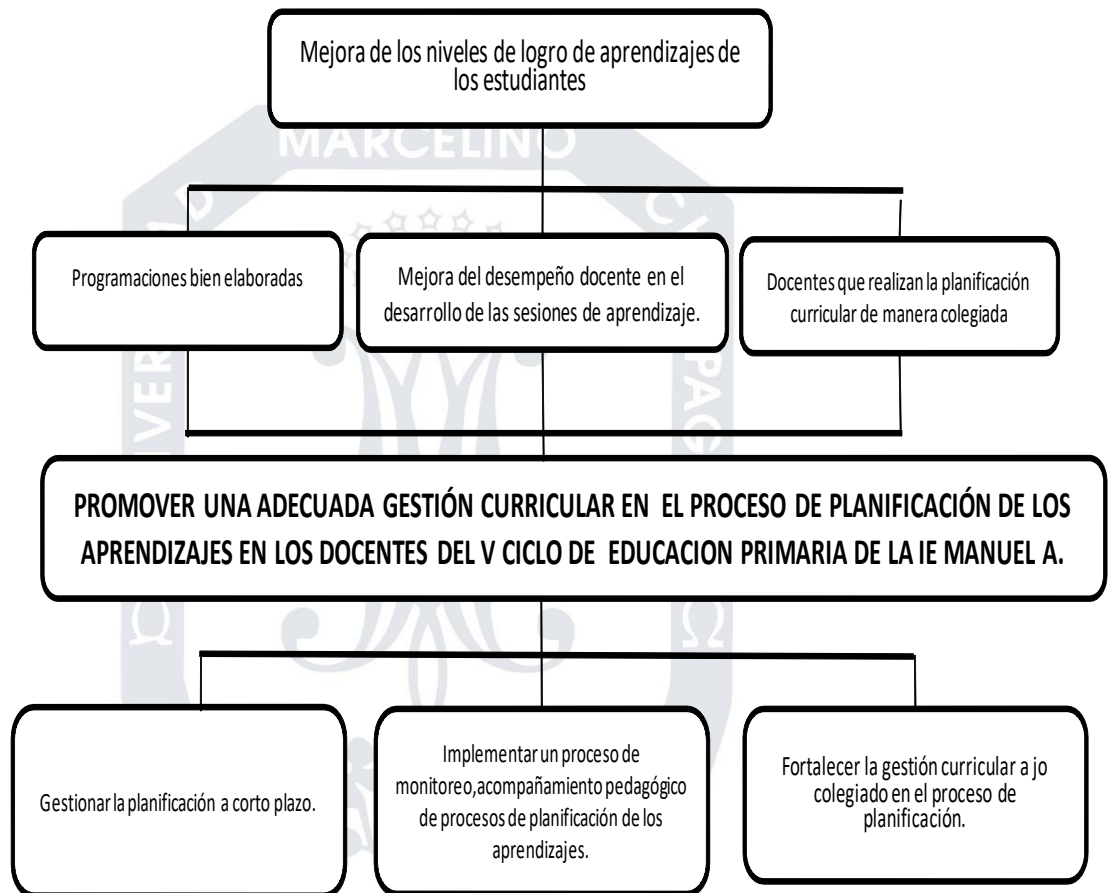 Mejora de los niveles de logro de aprendizajes de
los estudiantes
MARCELINO
Programaciones bien elaboradas
Mejora del desempeño docente en el
desarrollo de las sesiones de aprendizaje.
Docentes que realizan la planificación
curricular de manera colegiada
PROMOVER UNA ADECUADA GESTIÓN CURRICULAR EN EL PROCESO DE PLANIFICACIÓN DE LOS
APRENDIZAJES EN LOS DOCENTES DEL V CICLO DE EDUCACION PRIMARIA DE LA IE MANUEL A.
Gestionar la planificación a corto plazo.
Implementar un proceso de
monitoreo,acompañamiento pedagógico
de procesos de planificación de los
aprendizajes.
Fortalecer la gestión curricular a jo
colegiado en el proceso de
planificación.